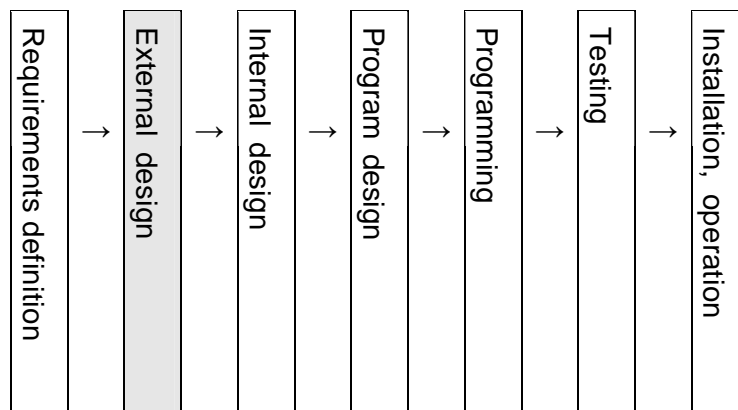 Requirements definition
→
External design
→
Internal design
→
Program design
→
Programming
→
Testing
→
Installation, operation